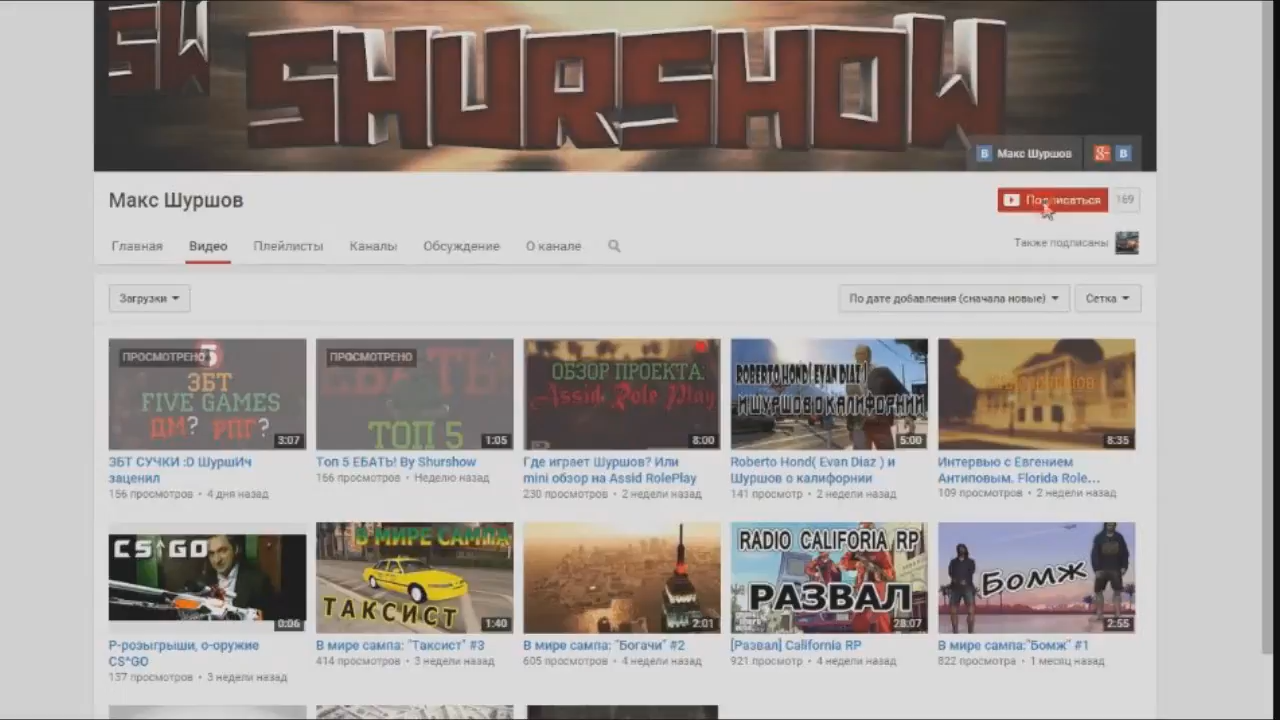 SW SHURSHOW
Макс Шуршов
Макс Шуршов
Подписаться 169
Главная Видео Плейлисты Каналы Обсуждение О канале
Также подписаны
Загрузки
По дате добавления (сначала новые) Сетка
ПРОСМОТРЕНО 5
ЗБТ
FIVE GAMES
ДМ? РПГ?
3:07
ПРОСМОТРЕНО
ЕБАТЬ
ТОП 5
1:05
ОБЗОР ПРОЕКТА:
Assid Role Play
8:00
ROBERTO HOND( EVAN DIAZ )
И ШУРШОВ О КАЛИФОРНИИ
5:00
8:35
ЗБТ СУЧКИ :D ШуршИч
заценил
156 просмотров • 4 дня назад
Топ 5 ЕБАТЬ! By Shurshow
166 просмотров • Неделю назад
Где играет Шуршов? Или
mini обзор на Assid RolePlay
230 просмотров • 2 недели назад
Roberto Hond( Evan Diaz ) и
Шуршов о калифорнии
141 просмотр • 2 недели назад
Интервью с Евгением
Антиповым. Florida Role...
109 просмотров • 2 недели назад
CS GO
0:06
В МИРЕ САМПА
ТАКСИСТ
1:40
2:01
RADIO CALIFORIA RP
РАЗВАЛ
28:07
Бомж
2:55
Р-розыгрыши, о-оружие
CS^GO
137 просмотров • 3 недели назад
В мире сампа: "Таксист" #3
414 просмотров • 3 недели назад
В мире сампа: "Богачи" #2
605 просмотров • 4 недели назад
[Развал] California RP
921 просмотр • 4 недели назад
В мире сампа:"Бомж" #1
822 просмотра • 1 месяц назад